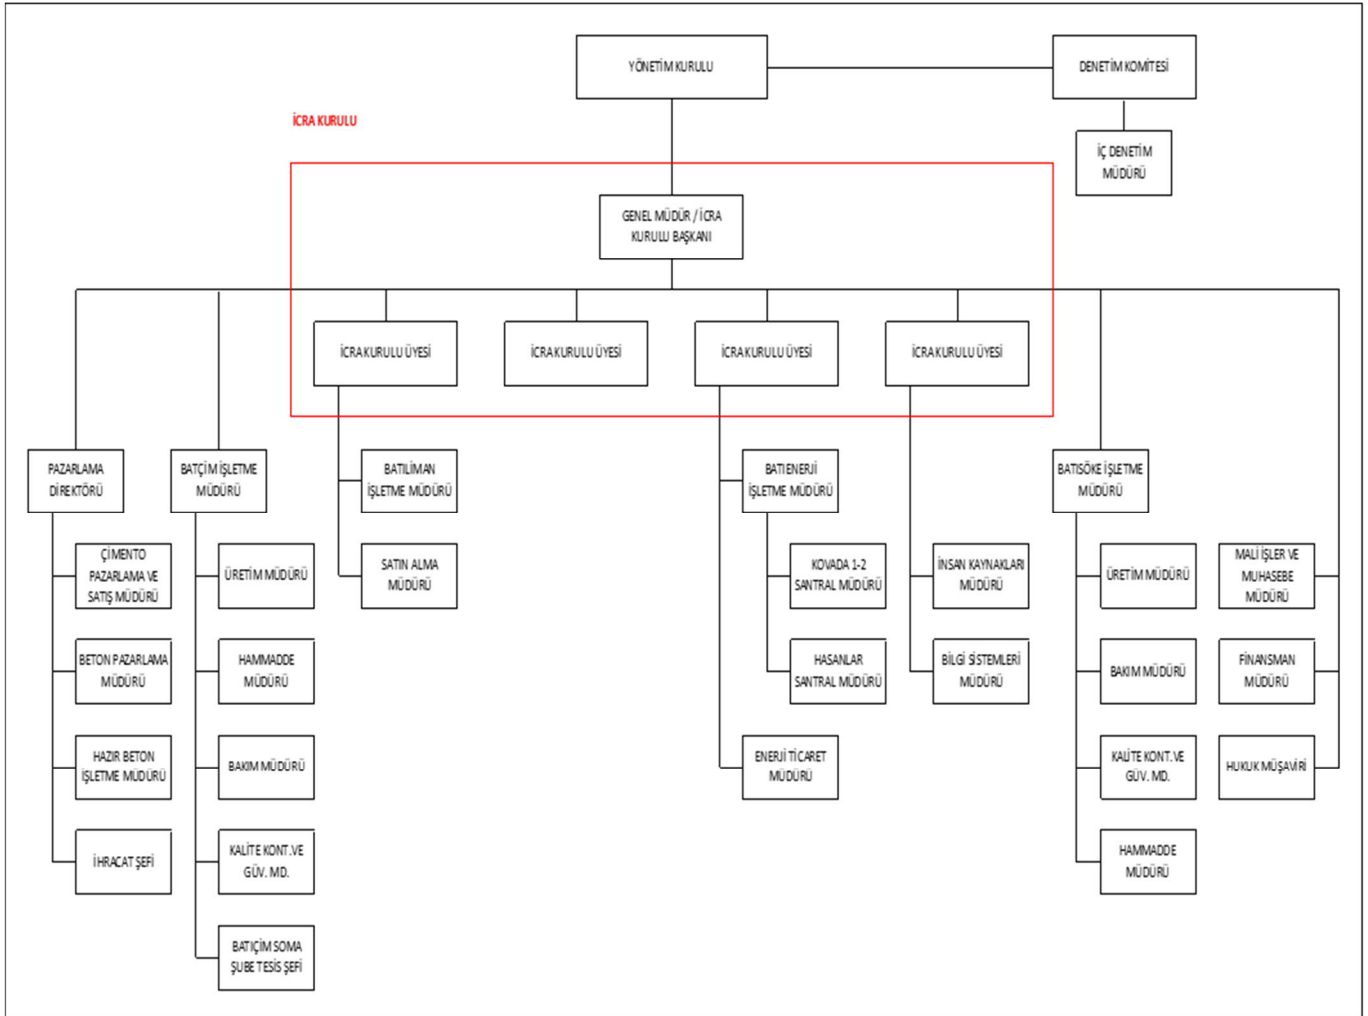 YÖNETİM KURULU
DENETİM KOMİTESİ
İCRA KURULU
İÇ DENETİM
MÜDÜRÜ
GENEL MÜDÜR / İCRA
KURULU BAŞKANI
İCRA KURULU ÜYESİ
İCRA KURULU ÜYESİ
İCRA KURULU ÜYESİ
İCRA KURULU ÜYESİ
PAZARLAMA
DİREKTÖRÜ
BATÇİM İŞLETME
MÜDÜRÜ
BATILİMAN
İŞLETME MÜDÜRÜ
BATIENERJİ
İŞLETME MÜDÜRÜ
BATISÖKE İŞLETME
MÜDÜRÜ
ÇİMENTO
PAZARLAMA VE
SATIŞ MÜDÜRÜ
ÜRETİM MÜDÜRÜ
SATIN ALMA
MÜDÜRÜ
KOVADA 1-2
SANTRAL MÜDÜRÜ
İNSAN KAYNAKLARI
MÜDÜRÜ
ÜRETİM MÜDÜRÜ
MALİ İŞLER VE
MUHASEBE
MÜDÜRÜ
BETON PAZARLAMA
MÜDÜRÜ
HAMMADDE
MÜDÜRÜ
HASANLAR
SANTRAL MÜDÜRÜ
BİLGİ SİSTEMLERİ
MÜDÜRÜ
BAKIM MÜDÜRÜ
FİNANSMAN
MÜDÜRÜ
HAZIR BETON
İŞLETME MÜDÜRÜ
BAKIM MÜDÜRÜ
ENERJİ TİCARET
MÜDÜRÜ
KALİTE KONT.VE
GÜV. MD.
HUKUK MÜŞAVİRİ
İHRACAT ŞEFİ
KALİTE KONT.VE
GÜV. MD.
HAMMADDE
MÜDÜRÜ
BATIÇİM SOMA
ŞUBE TESİS ŞEFİ